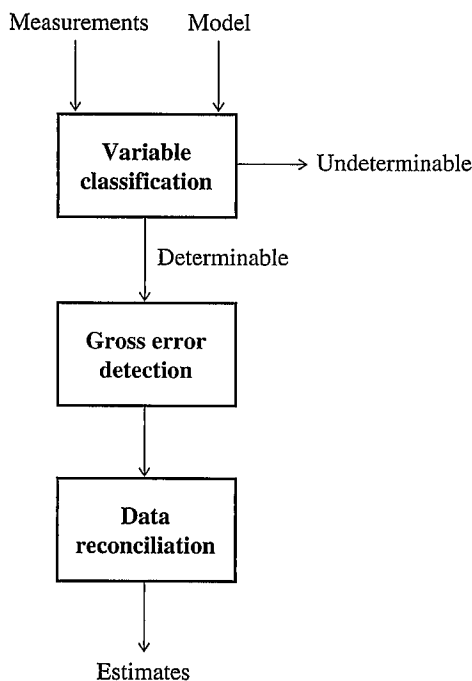 Measurements Model
Variable
classification
Undeterminable
Determinable
Gross error
detection
Data
reconciliation
Estimates